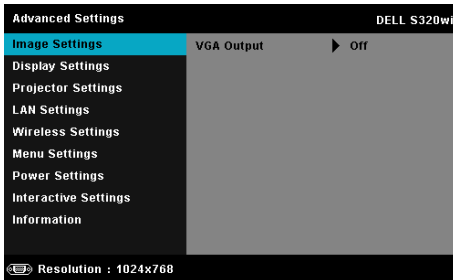 Advanced Settings DELL S320wi
Image Settings VGA Output Off
Display Settings
Projector Settings
LAN Settings
Wireless Settings
Menu Settings
Power Settings
Interactive Settings
Information
Resolution : 1024x768